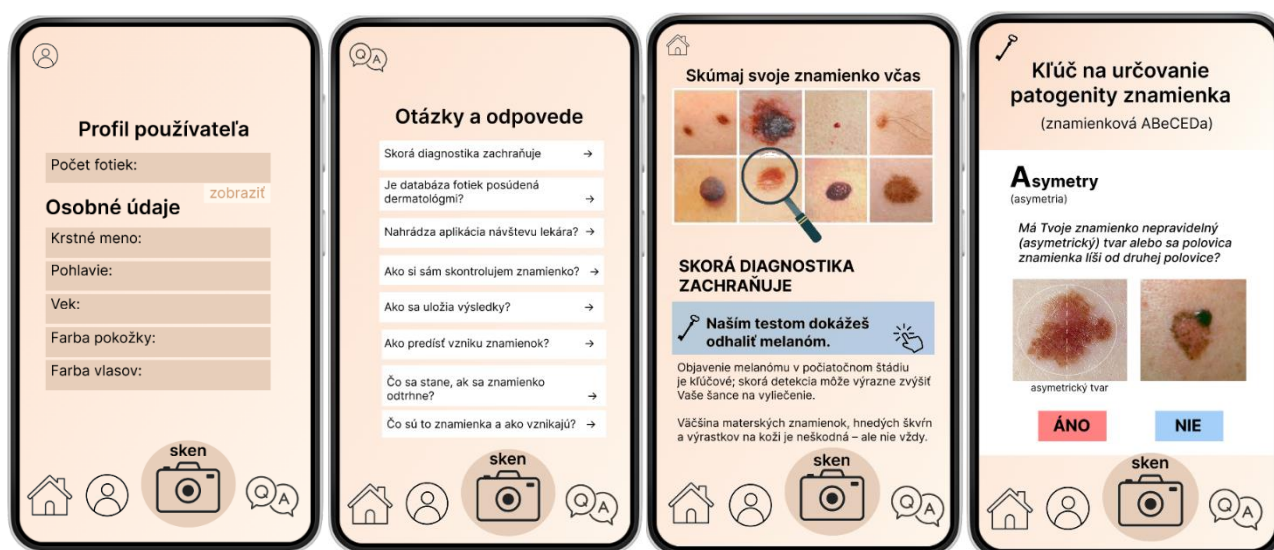 Profil používateľa
Počet fotiek:
zobraziť
Osobné údaje
Krstné meno:
Pohlavie:
Vek:
Farba pokožky:
Farba vlasov:
sken
Q A
Q A
Otázky a odpovede
Skorá diagnostika zachraňuje →
Je databáza fotiek posúdená
dermatológmi? →
Nahrádza aplikácia návštevu lekára? →
Ako si sám skontrolujem znamienko? →
Ako sa uložia výsledky? →
Ako predísť vzniku znamienok? →
Čo sa stane, ak sa znamienko
odtrhne? →
Čo sú to znamienka a ako vznikajú? →
sken
Q A
Skúmaj svoje znamienko včas
SKORÁ DIAGNOSTIKA
ZACHRAŇUJE
Naším testom dokážeš
odhaliť melanóm.
Objavenie melanómu v počiatočnom štádiu
je kľúčové; skorá detekcia môže výrazne zvýšiť
Vaše šance na vyliečenie.
Väčšina materských znamienok, hnedých škvŕn
a výrastkov na koži je neškodná – ale nie vždy.
sken
Q A
Kľúč na určovanie
patogenity znamienka
(znamienková ABeCEDa)
Asymetry
(asymetria)
Má Tvoje znamienko nepravidelný
(asymetrický) tvar alebo sa polovica
znamienka líši od druhej polovice?
asymetrický tvar
ÁNO
NIE
sken
Q A